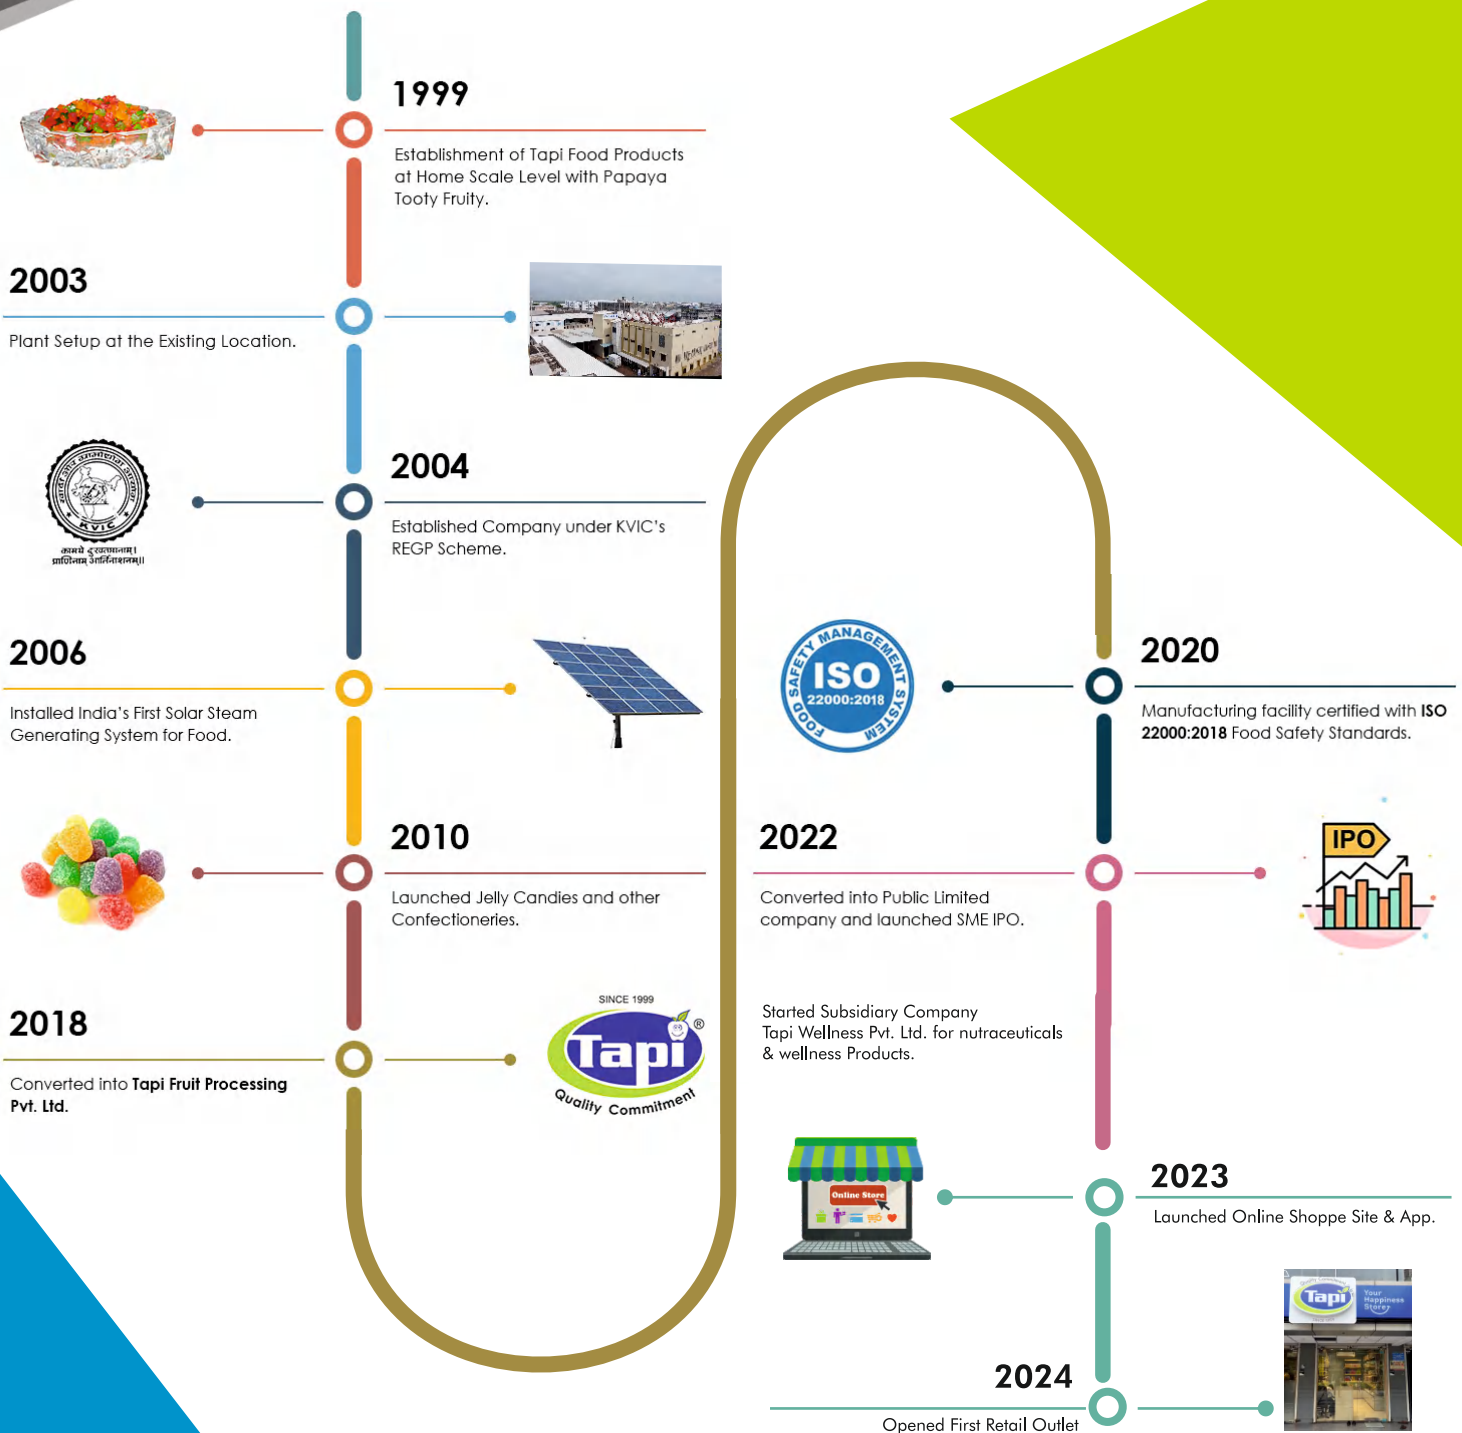 1999
Establishment of Tapi Food Products
at Home Scale Level with Papaya
Tooty Fruity.
2003
Plant Setup at the Existing Location.
2004
Established Company under KVIC's
REGP Scheme.
KVIC
2006
Installed India's First Solar Steam
Generating System for Food.
2010
Launched Jelly Candies and other
Confectioneries.
2018
Converted into Tapi Fruit Processing
Pvt. Ltd.
SINCE 1999
Tapi ®
Quality Commitment
2020
Manufacturing facility certified with ISO
22000:2018 Food Safety Standards.
FOOD SAFETY MANAGEMENT SYSTEM
ISO
22000:2018
2022
Converted into Public Limited
company and launched SME IPO.
IPO
Started Subsidiary Company
Tapi Wellness Pvt. Ltd. for nutraceuticals
& wellness Products.
2023
Launched Online Shoppe Site & App.
Online Store
2024
Opened First Retail Outlet
Tapi
Your
Happiness
Store